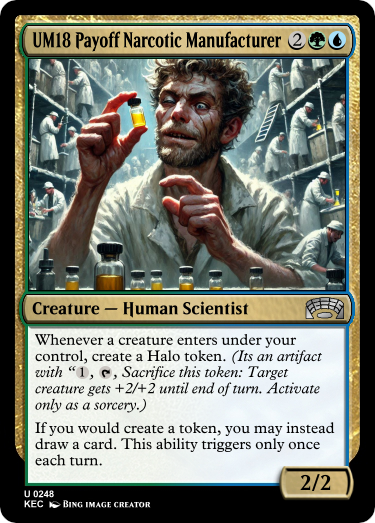 UM18 Payoff Narcotic Manufacturer 2
Creature — Human Scientist
Whenever a creature enters under your
control, create a Halo token. (Its an artifact
with “1, , Sacrifice this token: Target
creature gets +2/+2 until end of turn. Activate
only as a sorcery.)
If you would create a token, you may instead
draw a card. This ability triggers only once
each turn.
2/2
U 0248
KEC Bing Image Creator